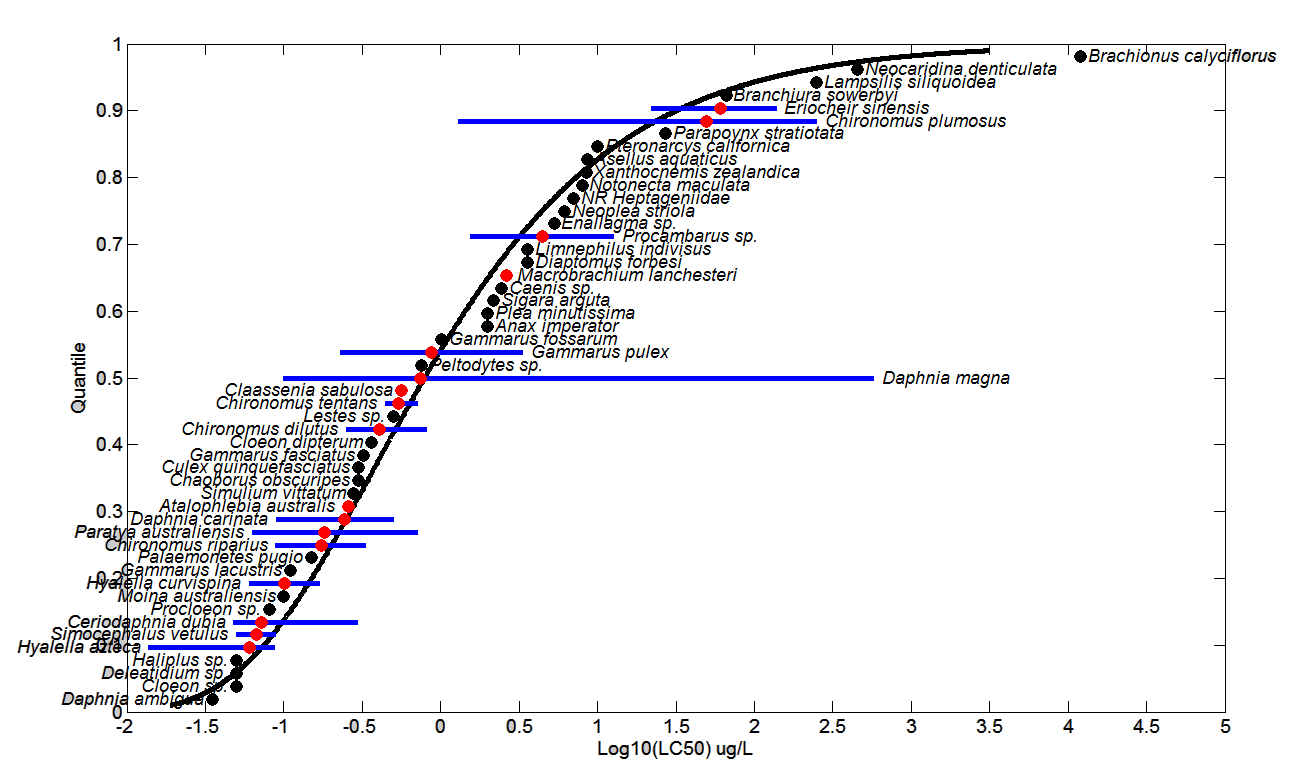 1
Brachionus calyciflorus
Neocaridina denticulata
Lampsilis siliquoidea
Branchiura sowerbyi
0.9
Eriocheir sinensis
Chironomus plumosus
Parapoynx stratiotata
Pteronarcys californica
Asellus aquaticus
0.8
Xanthocnemis zealandica
Notonecta maculata
NR Heptageniidae
Neoplea striola
Enallagma sp.
0.7
Procambarus sp.
Limnephilus indivisus
Diaptomus forbesi
Macrobrachium lanchesteri
Caenis sp.
Sigara arguta
0.6
Plea minutissima
Anax imperator
Gammarus fossarum
Gammarus pulex
Peltodytes sp.
Quantile
0.5
Daphnia magna
Claassenia sabulosa
Chironomus tentans
Lestes sp.
Chironomus dilutus
0.4
Cloeon dipterum
Gammarus fasciatus
Culex quinquefasciatus
Chaoborus obscuripes
Simulium vittatum
Atalophlebia australis
0.3
Daphnia carinata
Paratya australiensis
Chironomus riparius
Palaemonetes pugio
Gammarus lacustris
0.2
Hyalella curvispina
Moina australiensis
Procloeon sp.
Ceriodaphnia dubia
Simocephalus vetulus
0.1
Hyalella azteca
Haliplus sp.
Deleatidium sp.
Cloeon sp.
Daphnia ambigua
0
-2 -1.5 -1 -0.5 0 0.5 1 1.5 2 2.5 3 3.5 4 4.5 5
Log10(LC50) ug/L